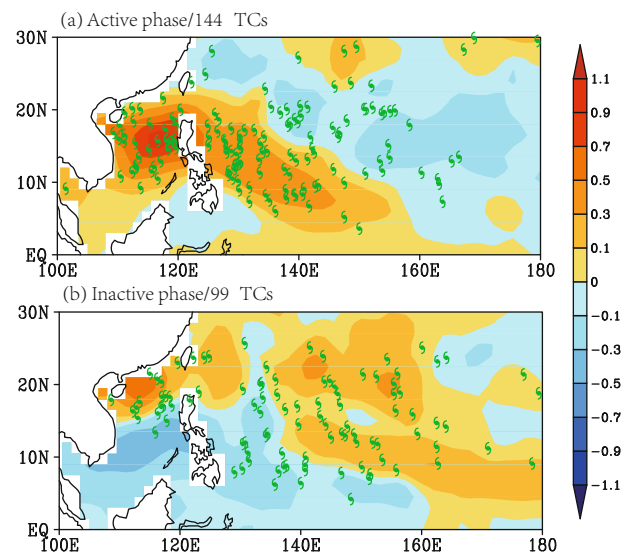 (a) Active phase/144 TCs
30N
20N
10N
EQ
100E 120E 140E 160E 180
(b) Inactive phase/99 TCs
30N
20N
10N
EQ
100E 120E 140E 160E 180
1.1
0.9
0.7
0.5
0.3
0.1
0
-0.1
-0.3
-0.5
-0.7
-0.9
-1.1